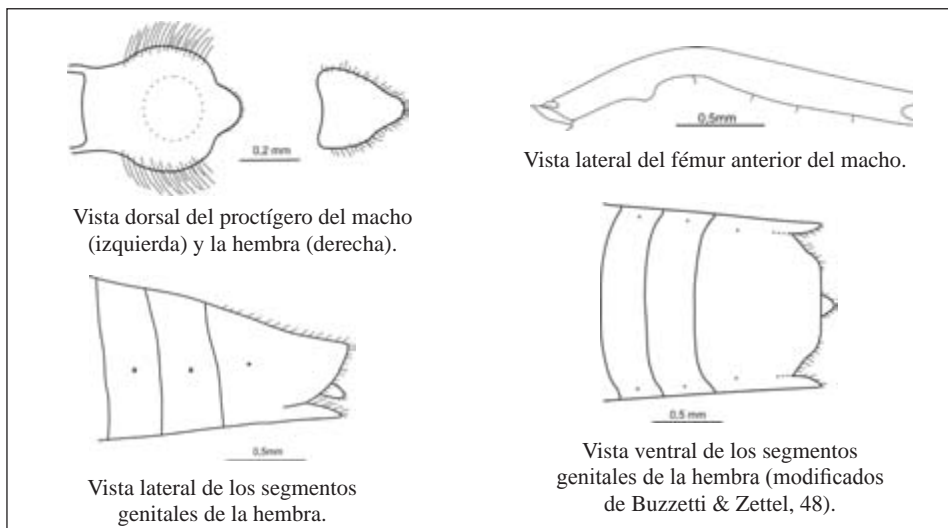 0,2 mm
Vista dorsal del proctígero del macho
(izquierda) y la hembra (derecha).
0,5mm
Vista lateral del fémur anterior del macho.
0,5mm
Vista lateral de los segmentos
genitales de la hembra.
0,5 mm
Vista ventral de los segmentos
genitales de la hembra (modificados
de Buzzetti & Zettel, 48).